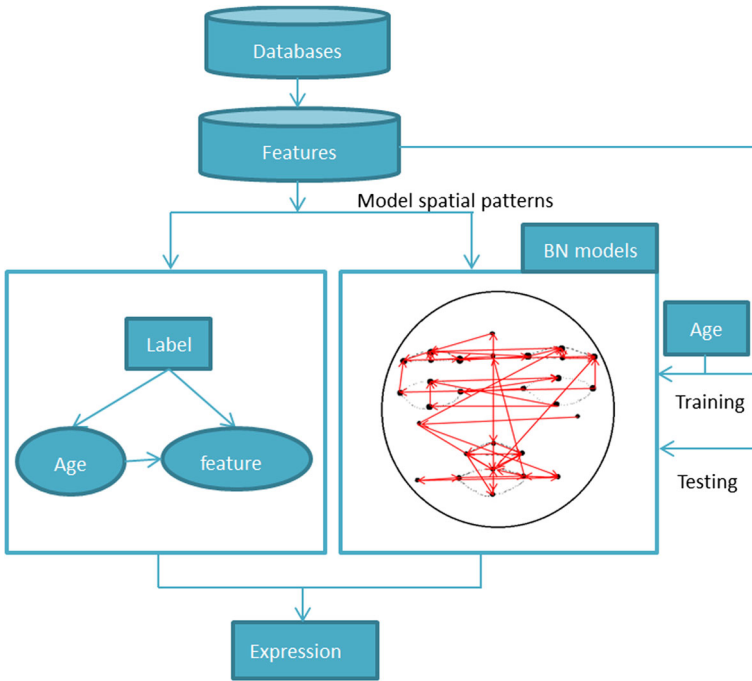 Databases
Features
Model spatial patterns
BN models
Label
Age
Age
feature
Training
Testing
Expression